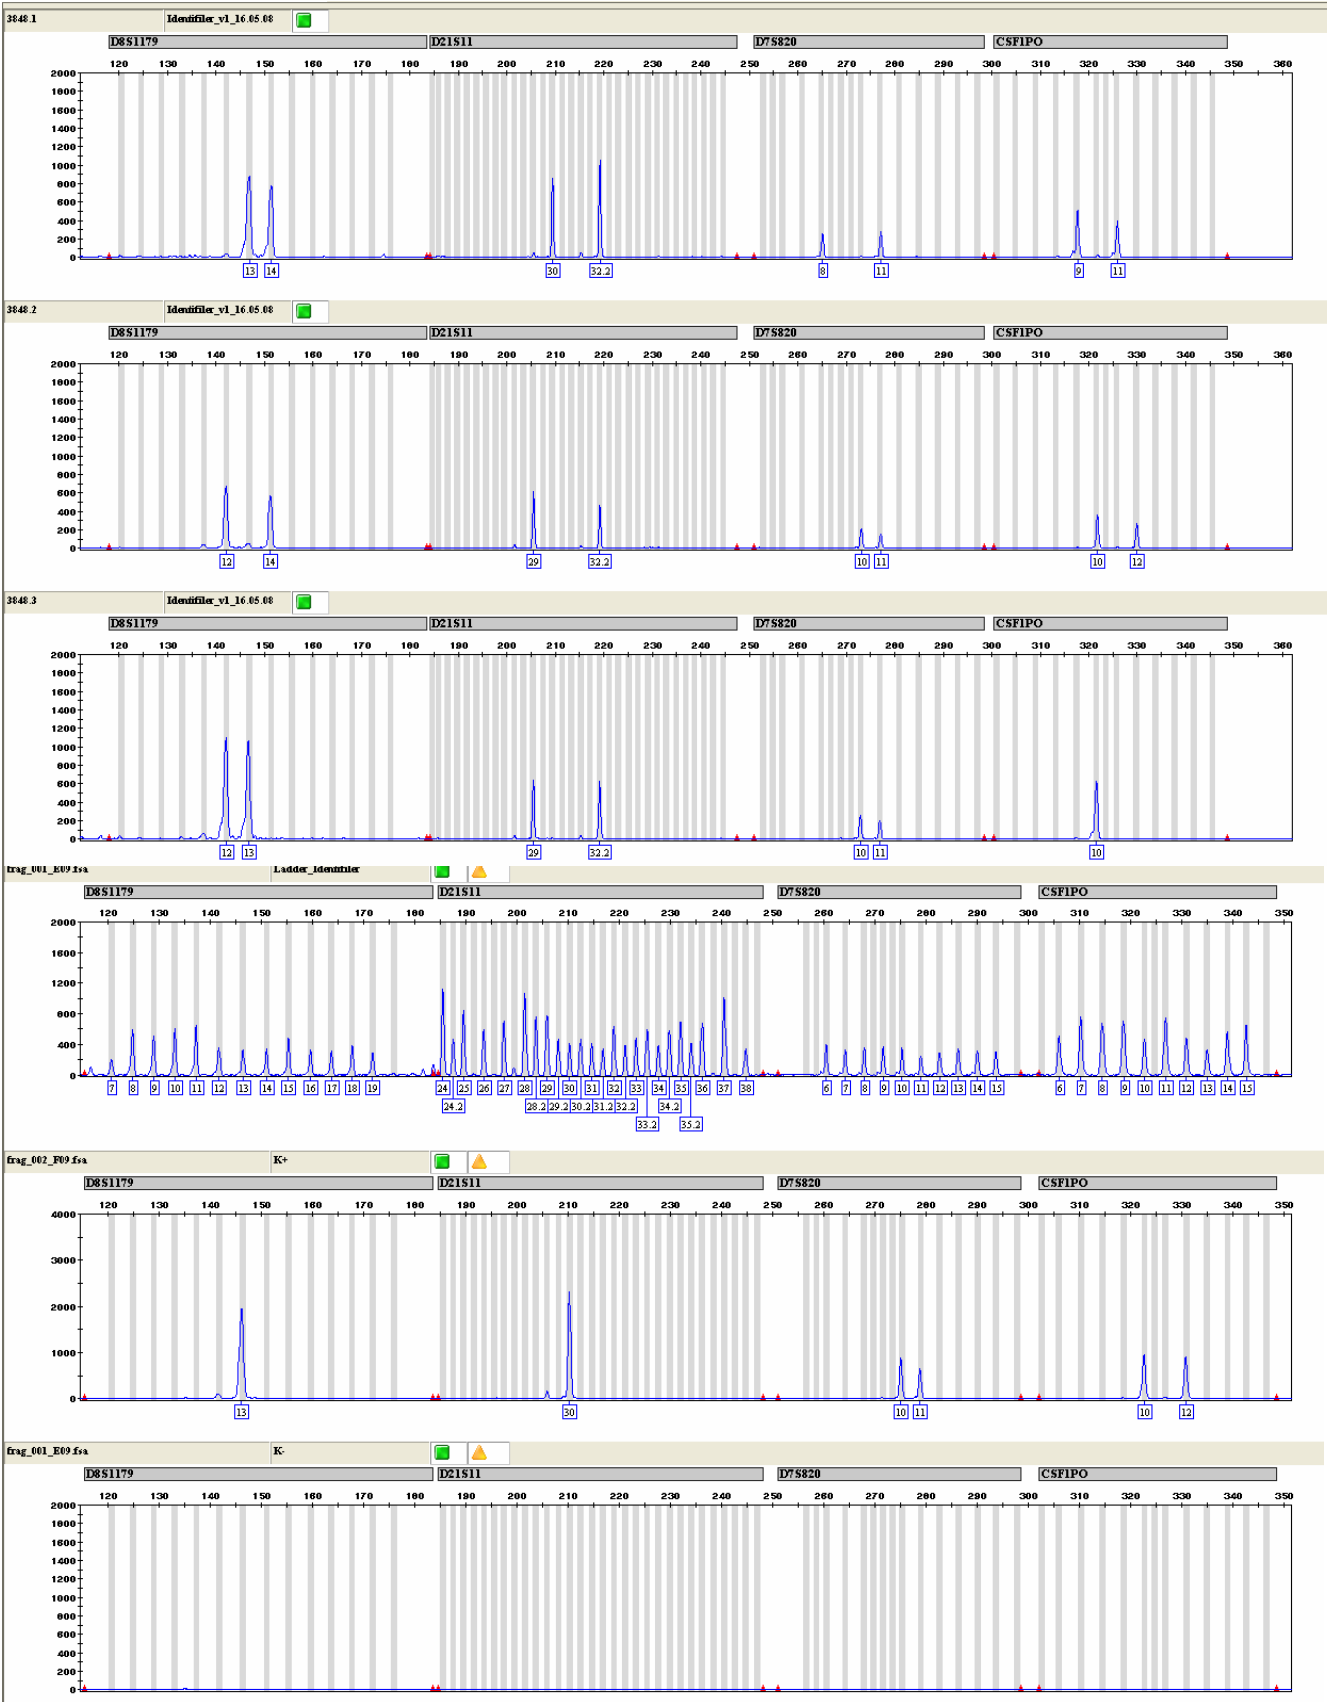 3848.1 Identifiler_v1_16.05.08
D8S1179 D21S11 D7S820 CSF1PO
120 130 140 150 160 170 180 190 200 210 220 230 240 250 260 270 280 290 300 310 320 330 340 350 360
2000
1800
1600
1400
1200
1000
800
600
400
200
0
13 14 30 32.2 8 11 9 11
3848.2 Identifiler_v1_16.05.08
D8S1179 D21S11 D7S820 CSF1PO
120 130 140 150 160 170 180 190 200 210 220 230 240 250 260 270 280 290 300 310 320 330 340 350 360
2000
1800
1600
1400
1200
1000
800
600
400
200
0
12 14 29 32.2 10 11 10 12
3848.3 Identifiler_v1_16.05.08
D8S1179 D21S11 D7S820 CSF1PO
120 130 140 150 160 170 180 190 200 210 220 230 240 250 260 270 280 290 300 310 320 330 340 350 360
2000
1800
1600
1400
1200
1000
800
600
400
200
0
12 13 29 32.2 10 11 10
frag_001_E09.fsa Ladder_Identifiler
D8S1179 D21S11 D7S820 CSF1PO
120 130 140 150 160 170 180 190 200 210 220 230 240 250 260 270 280 290 300 310 320 330 340 350
2000
1600
1200
800
400
0
7 8 9 10 11 12 13 14 15 16 17 18 19 24 25 26 27 28 29 30 31 32 33 34 35 36 37 38 6 7 8 9 10 11 12 13 14 15 6 7 8 9 10 11 12 13 14 15
24.2 28.2 29.2 30.2 31.2 32.2 34.2
33.2 35.2
frag_002_F09.fsa K+
D8S1179 D21S11 D7S820 CSF1PO
120 130 140 150 160 170 180 190 200 210 220 230 240 250 260 270 280 290 300 310 320 330 340 350
4000
3000
2000
1000
0
13 30 10 11 10 12
frag_001_E09.fsa K-
D8S1179 D21S11 D7S820 CSF1PO
120 130 140 150 160 170 180 190 200 210 220 230 240 250 260 270 280 290 300 310 320 330 340 350
2000
1800
1600
1400
1200
1000
800
600
400
200
0